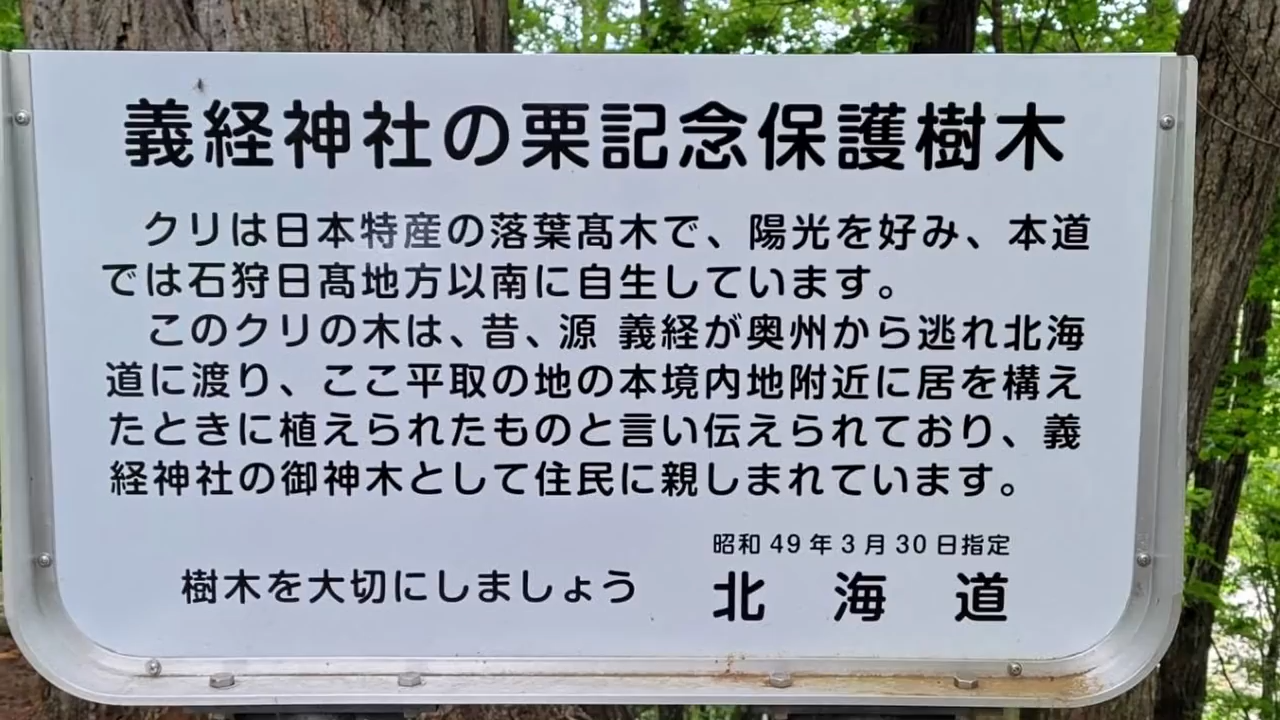 義経神社の栗記念保護樹木
クリは日本特産の落葉髙木で、陽光を好み、本道
では石狩日髙地方以南に自生しています。
このクリの木は、昔、源 義経が奥州から逃れ北海
道に渡り、ここ平取の地の本境内地附近に居を構え
たときに植えられたものと言い伝えられており、義
経神社の御神木として住民に親しまれています。
昭和49年3月30日指定
樹木を大切にしましょう
北海道